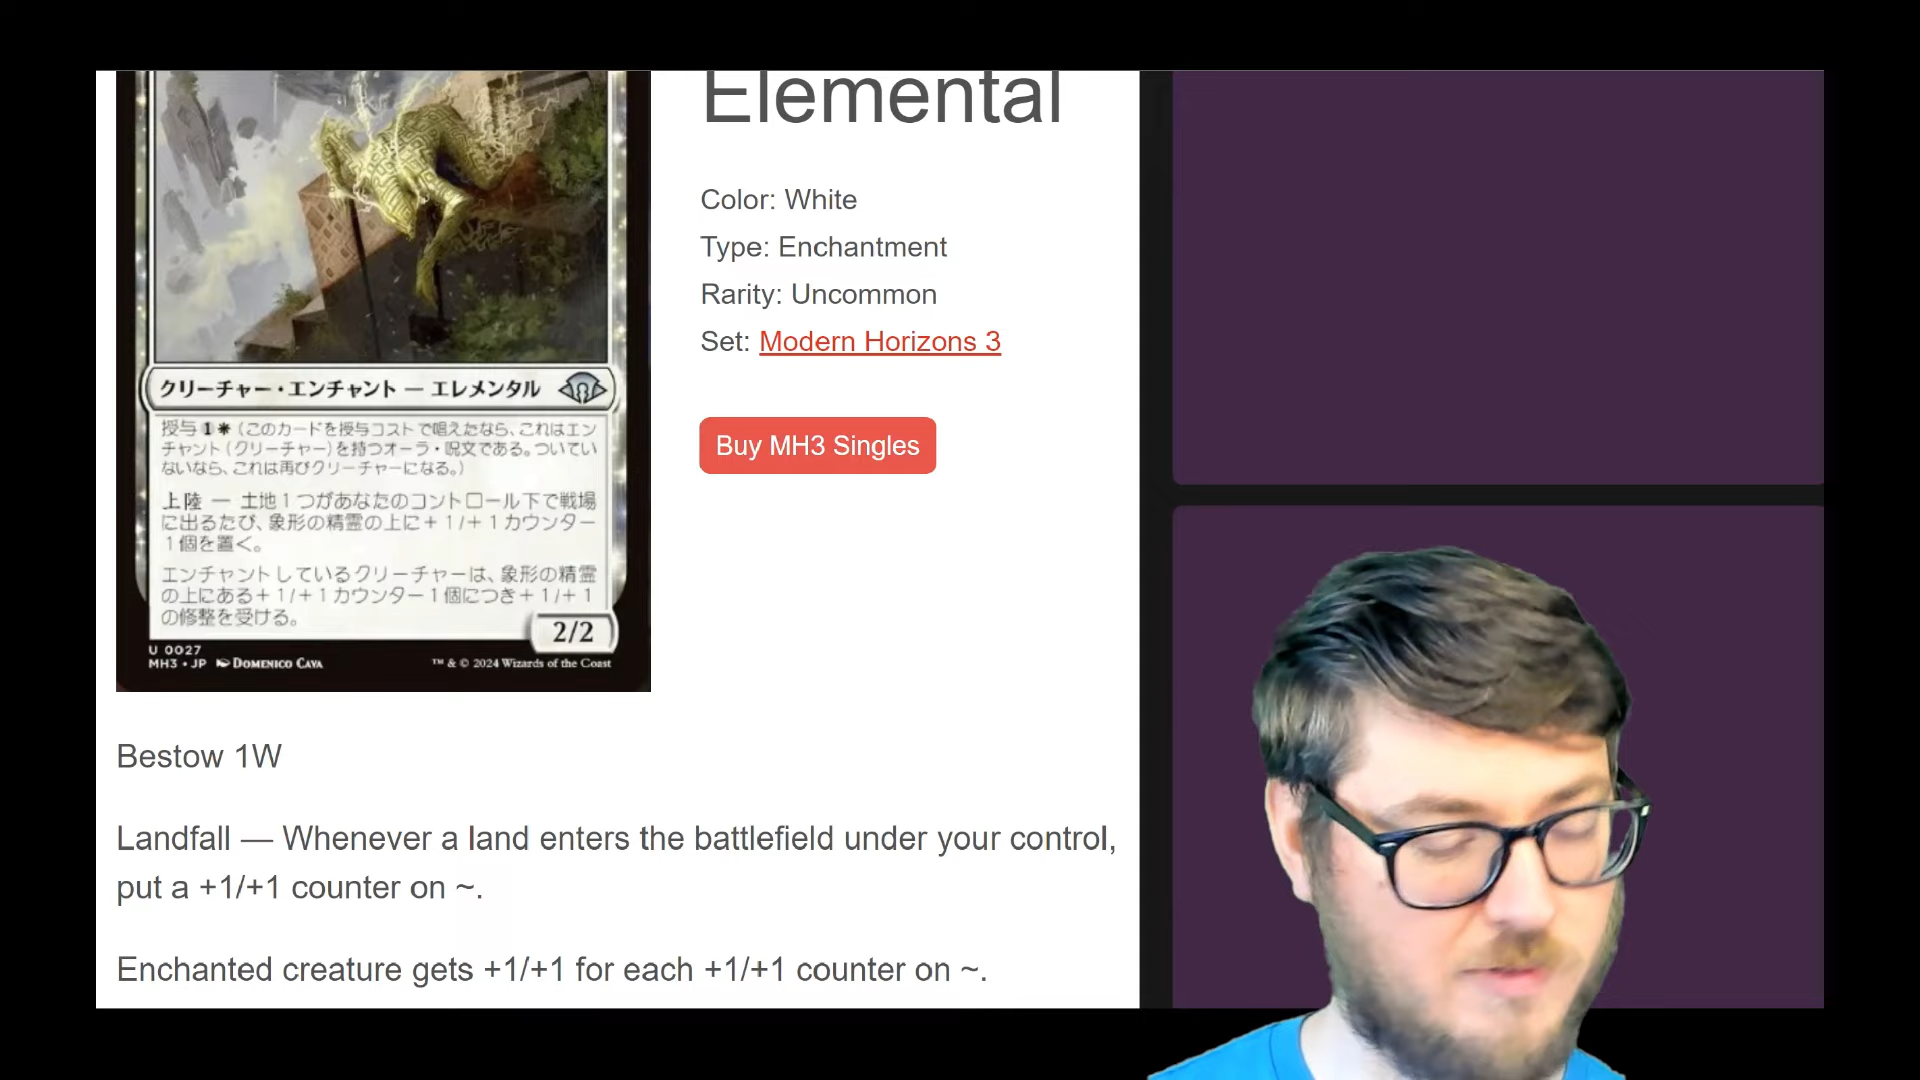 Elemental
Color: White
Type: Enchantment
Rarity: Uncommon
Set: Modern Horizons 3
Buy MH3 Singles
クリーチャー・エンチャント — エレメンタル
授与1（このカードを授与コストで唱えたなら、これはエン
チャント（クリーチャー）を持つオーラ・呪文である。ついてい
ないなら、これは再びクリーチャーになる。）
上陸 — 土地１つがあなたのコントロール下で戦場
に出るたび、象形の精霊の上に＋１/＋１カウンター
１個を置く。
エンチャントしているクリーチャーは、象形の精霊
の上にある＋１/＋１カウンター１個につき＋１/＋１
の修整を受ける。
2/2
U 0027
MH3 • JP DOMENICO CAVA
™ & © 2024 Wizards of the Coast
Bestow 1W
Landfall — Whenever a land enters the battlefield under your control,
put a +1/+1 counter on ~.
Enchanted creature gets +1/+1 for each +1/+1 counter on ~.